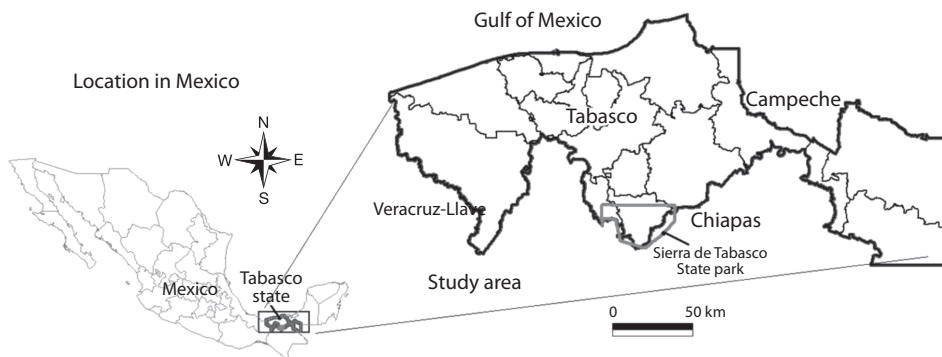 Gulf of Mexico
Location in Mexico
Campeche
Tabasco
N
W E
S
Veracruz-Llave
Chiapas
Sierra de Tabasco
State park
Study area
Tabasco
state
Mexico
0 50 km